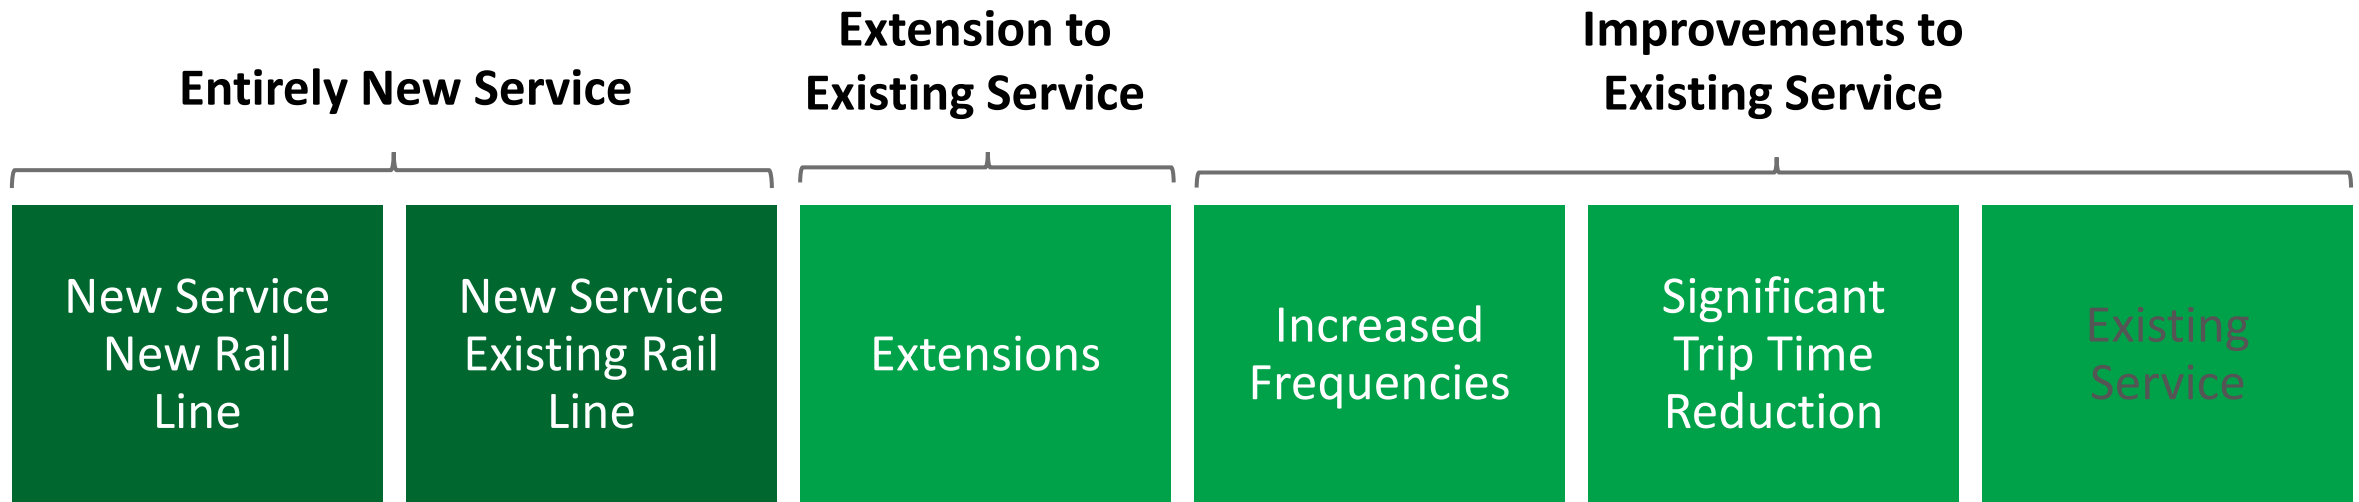 Entirely New Service
Extension to
Existing Service
Improvements to
Existing Service
New Service
New Rail
Line
New Service
Existing Rail
Line
Extensions
Increased
Frequencies
Significant
Trip Time
Reduction
Existing
Service